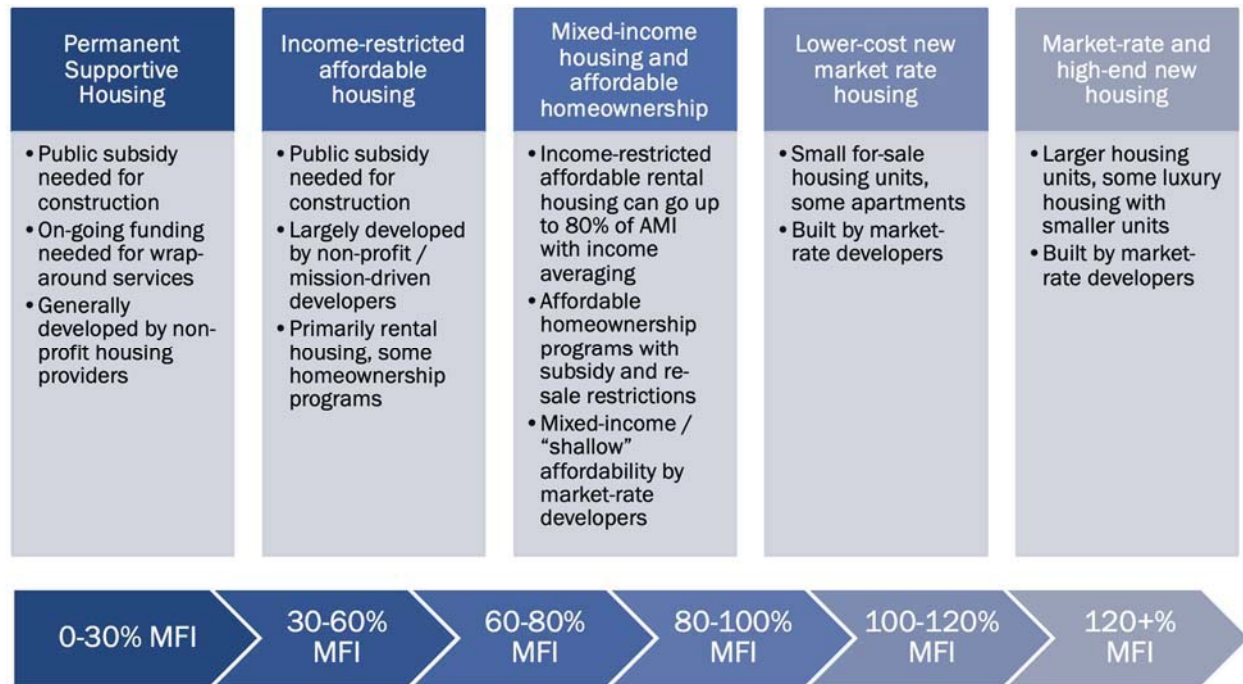 Permanent
Supportive
Housing
• Public subsidy
needed for
construction
• On-going funding
needed for wrap-
around services
• Generally
developed by non-
profit housing
providers
Income-restricted
affordable
housing
• Public subsidy
needed for
construction
• Largely developed
by non-profit /
mission-driven
developers
• Primarily rental
housing, some
homeownership
programs
Mixed-income
housing and
affordable
homeownership
• Income-restricted
affordable rental
housing can go up
to 80% of AMI
with income
averaging
• Affordable
homeownership
programs with
subsidy and re-
sale restrictions
• Mixed-income /
“shallow”
affordability by
market-rate
developers
Lower-cost new
market rate
housing
• Small for-sale
housing units,
some apartments
• Built by market-
rate developers
Market-rate and
high-end new
housing
• Larger housing
units, some luxury
housing with
smaller units
• Built by market-
rate developers
0-30% MFI
30-60%
MFI
60-80%
MFI
80-100%
MFI
100-120%
MFI
120+%
MFI